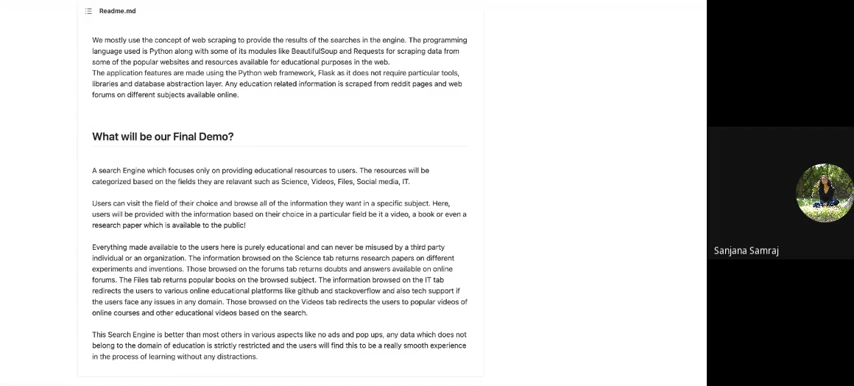 Readme.md
We mostly use the concept of web scraping to provide the results of the searches in the engine. The programming
language used is Python along with some of its modules like BeautifulSoup and Requests for scraping data from
some of the popular websites and resources available for educational purposes in the web.
The application features are made using the Python web framework, Flask as it does not require particular tools,
libraries and database abstraction layer. Any education related information is scraped from reddit pages and web
forums on different subjects available online.
What will be our Final Demo?
A search Engine which focuses only on providing educational resources to users. The resources will be
categorized based on the fields they are relavant such as Science, Videos, Files, Social media, IT.
Users can visit the field of their choice and browse all of the information they want in a specific subject. Here,
users will be provided with the information based on their choice in a particular field be it a video, a book or even a
research paper which is available to the public!
Everything made available to the users here is purely educational and can never be misused by a third party
individual or an organization. The information browsed on the Science tab returns research papers on different
experiments and inventions. Those browsed on the forums tab returns doubts and answers available on online
forums. The Files tab returns popular books on the browsed subject. The information browsed on the IT tab
redirects the users to various online educational platforms like github and stackoverflow and also tech support if
the users face any issues in any domain. Those browsed on the Videos tab redirects the users to popular videos of
online courses and other educational videos based on the search.
This Search Engine is better than most others in various aspects like no ads and pop ups, any data which does not
belong to the domain of education is strictly restricted and the users will find this to be a really smooth experience
in the process of learning without any distractions.
Sanjana Samraj